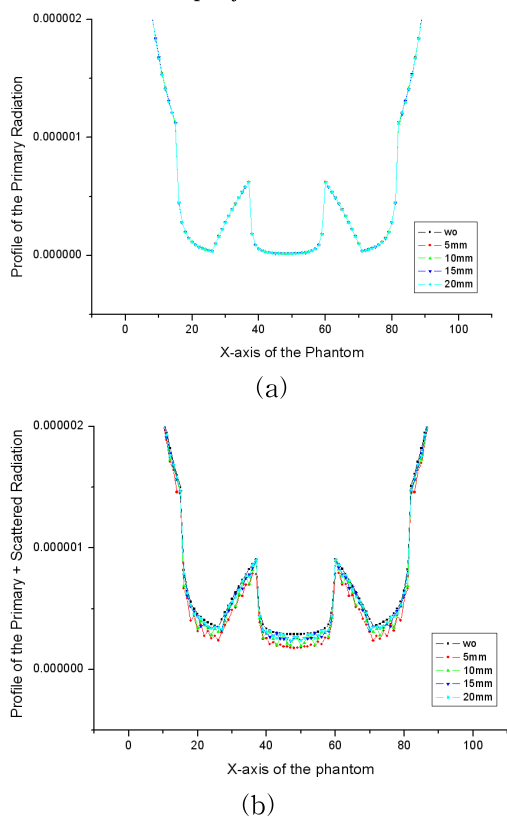 0.000002
0.000001
0.000000
Profile of the Primary Radiation
wo
5mm
10mm
15mm
20mm
0 20 40 60 80 100
X-axis of the Phantom
(a)
0.000002
0.000001
0.000000
Profile of the Primary + Scattered Radiation
wo
5mm
10mm
15mm
20mm
0 20 40 60 80 100
X-axis of the phantom
(b)